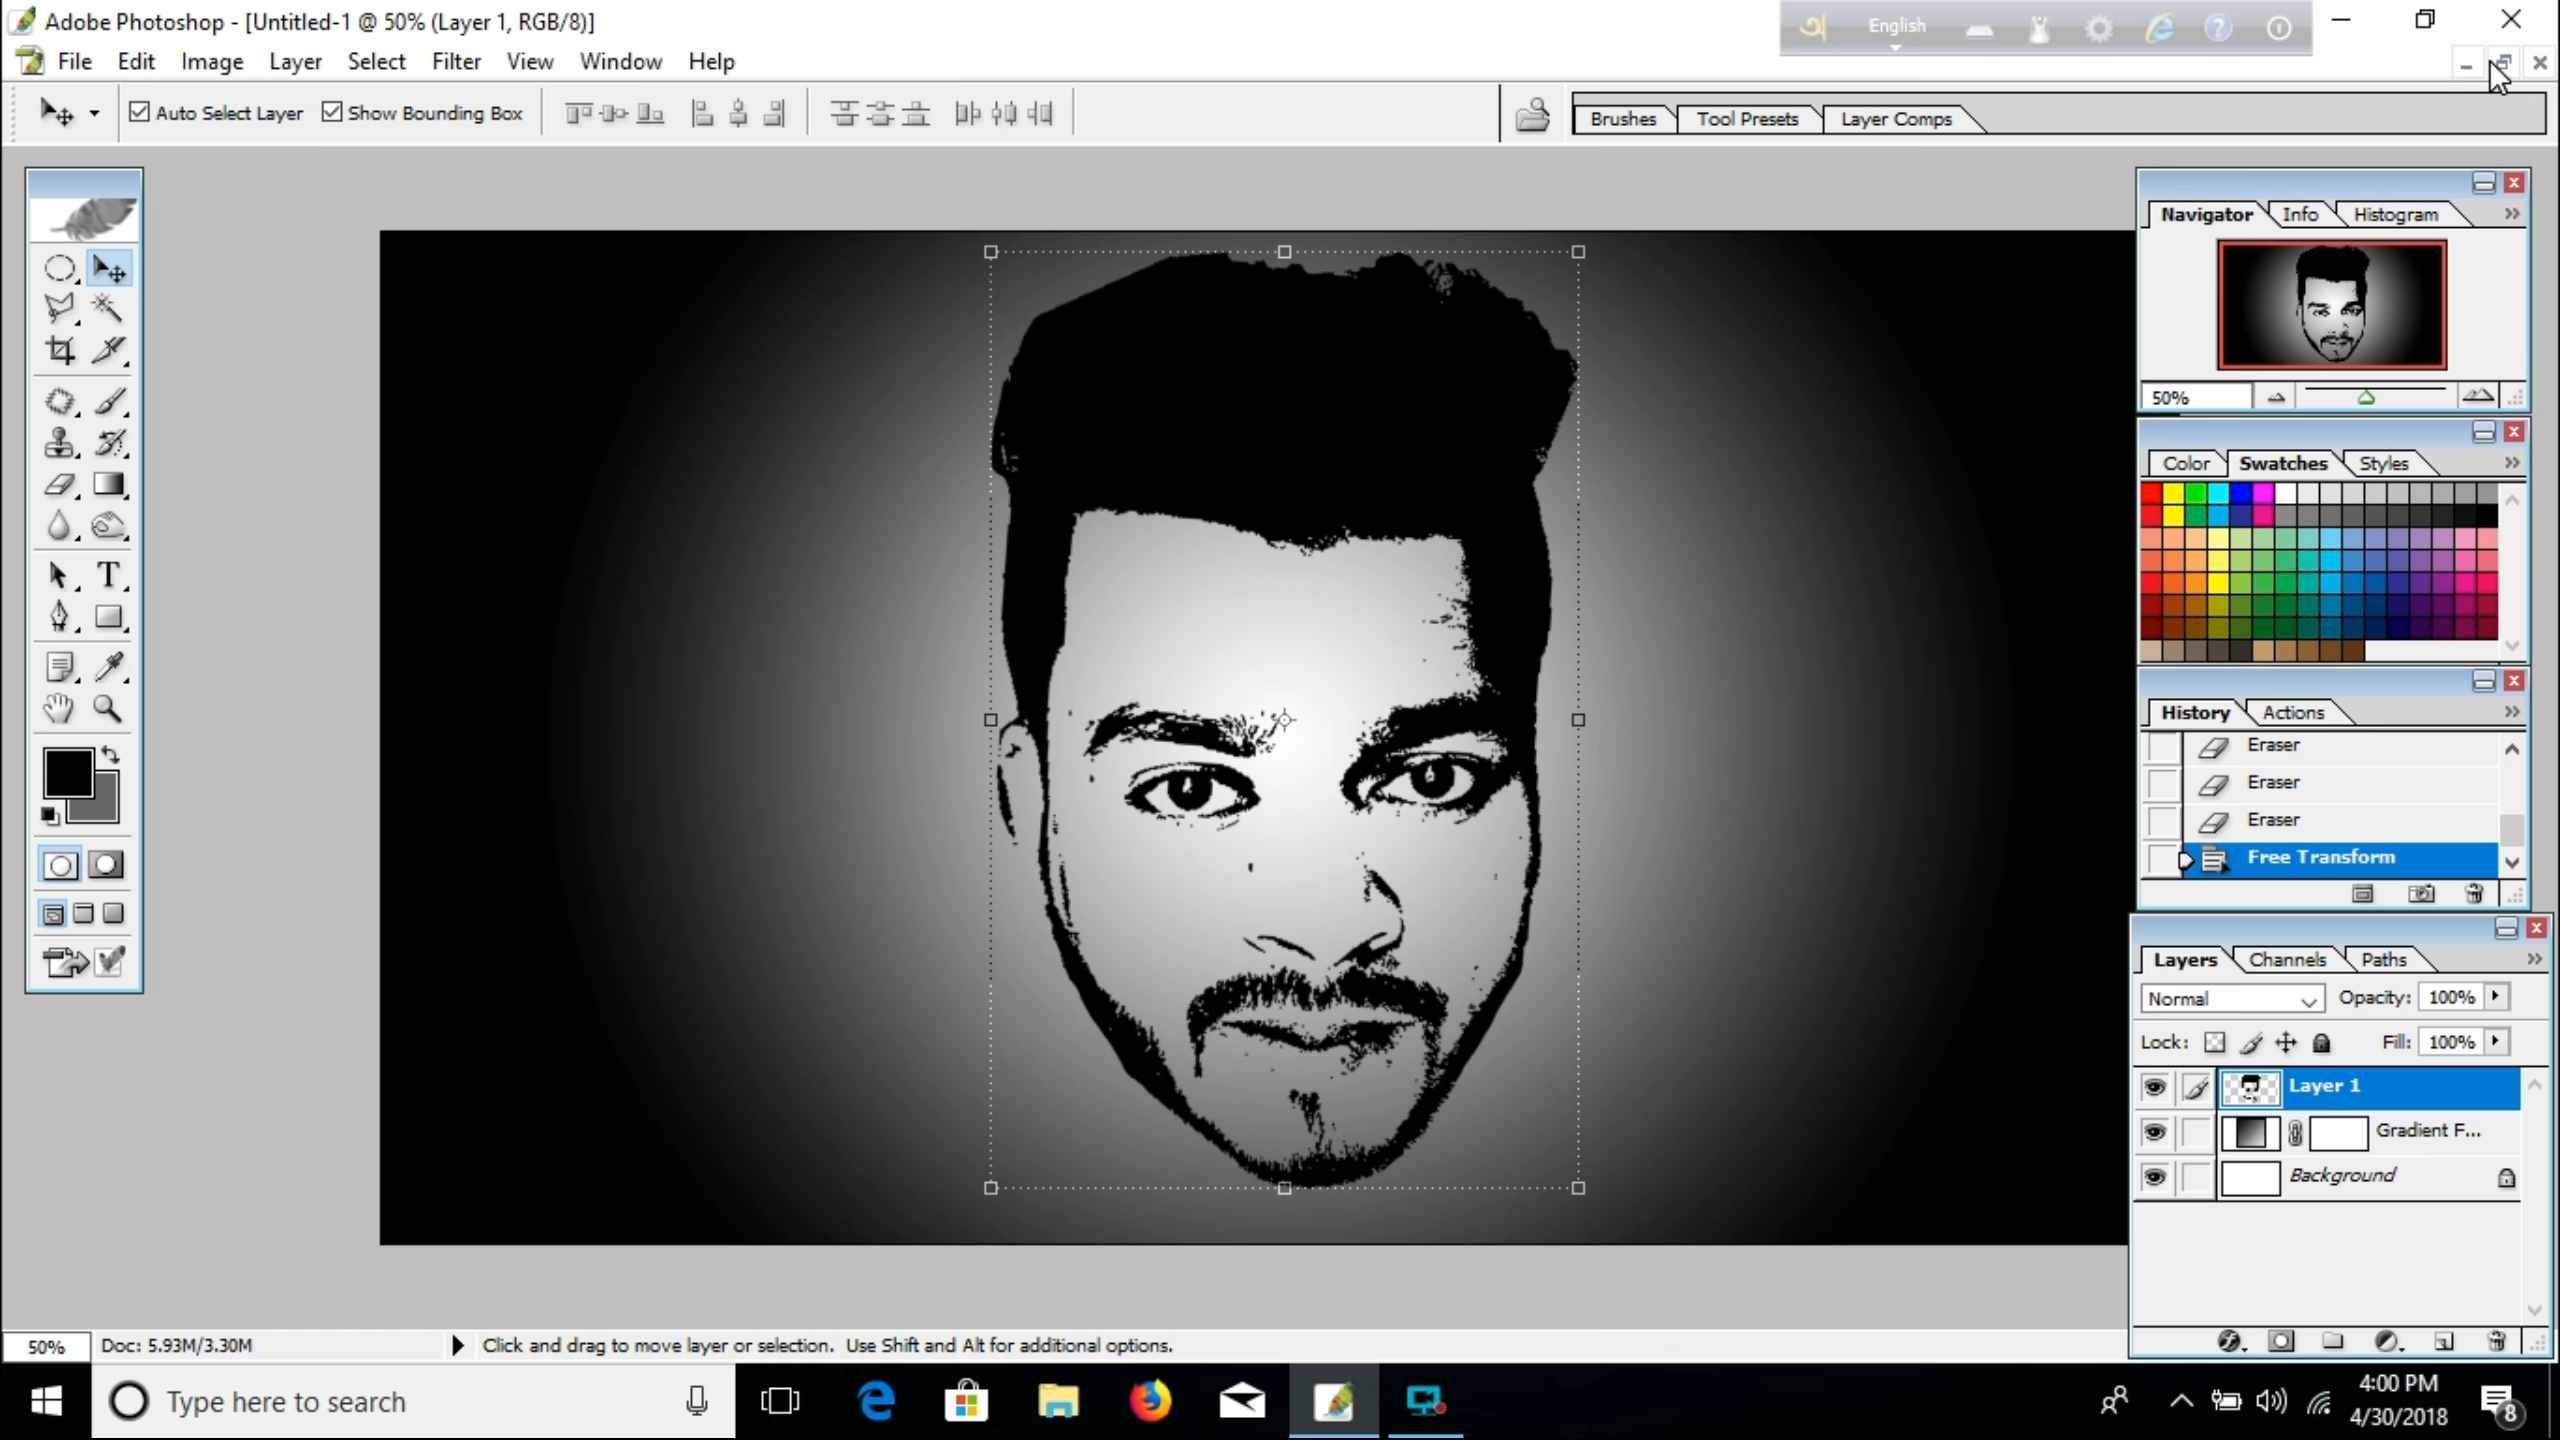 Adobe Photoshop - [Untitled-1 @ 50% (Layer 1, RGB/8)]
অ English
File Edit Image Layer Select Filter View Window Help
Auto Select Layer Show Bounding Box
Brushes Tool Presets Layer Comps
Navigator Info Histogram
50%
Color Swatches Styles
History Actions
Eraser
Eraser
Eraser
Free Transform
Layers Channels Paths
Normal Opacity: 100%
Lock: Fill: 100%
Layer 1
Gradient F...
Background
50% Doc: 5.93M/3.30M Click and drag to move layer or selection. Use Shift and Alt for additional options.
Type here to search
4:00 PM
4/30/2018
8